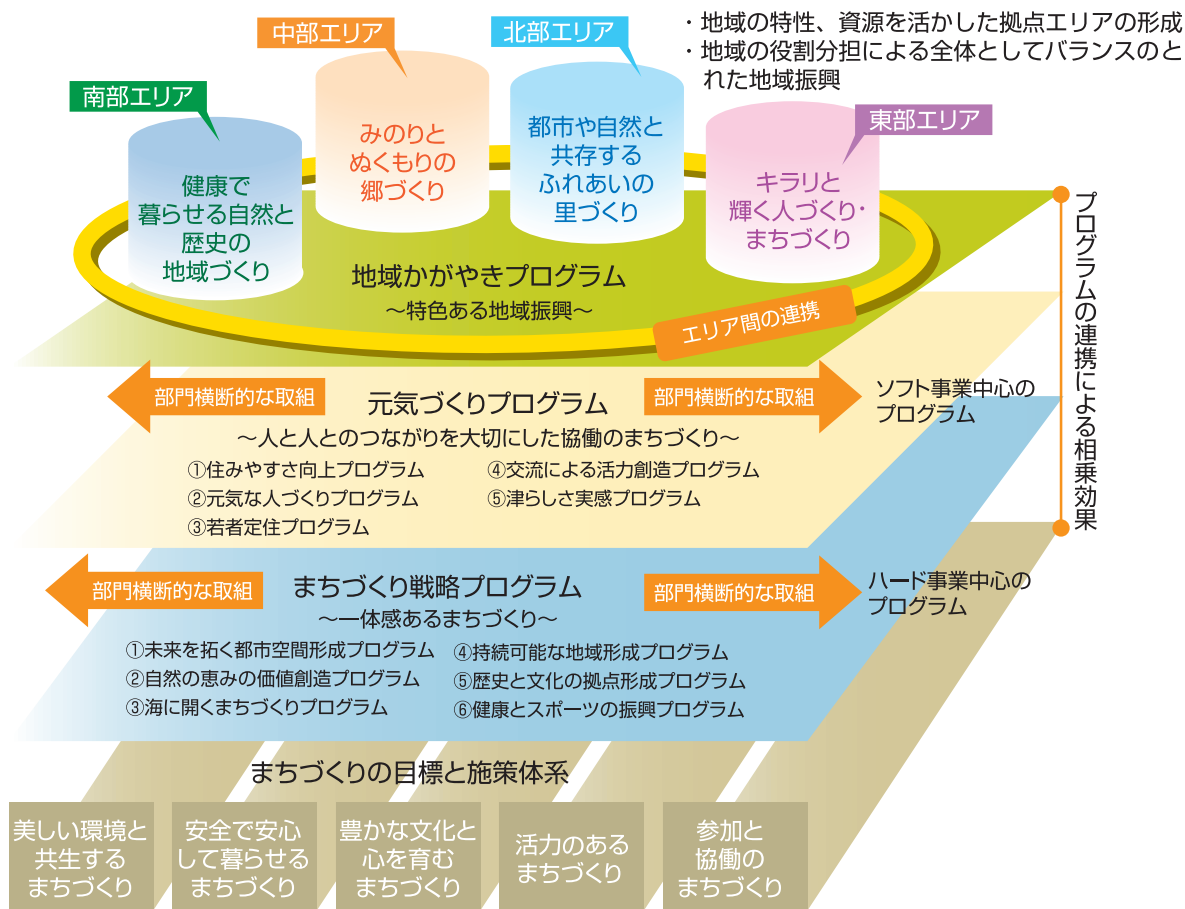 ・地域の特性、資源を活かした拠点エリアの形成
・地域の役割分担による全体としてバランスのと
れた地域振興
南部エリア
健康で
暮らせる自然と
歴史の
地域づくり
中部エリア
みのりと
ぬくもりの
郷づくり
北部エリア
都市や自然と
共存する
ふれあいの
里づくり
東部エリア
キラリと
輝く人づくり・
まちづくり
地域かがやきプログラム
～特色ある地域振興～
エリア間の連携
プログラムの連携による相乗効果
部門横断的な取組
元気づくりプログラム
部門横断的な取組
ソフト事業中心の
プログラム
～人と人とのつながりを大切にした協働のまちづくり～
①住みやすさ向上プログラム
②元気な人づくりプログラム
③若者定住プログラム
④交流による活力創造プログラム
⑤津らしさ実感プログラム
部門横断的な取組
まちづくり戦略プログラム
部門横断的な取組
ハード事業中心の
プログラム
～一体感あるまちづくり～
①未来を拓く都市空間形成プログラム
②自然の恵みの価値創造プログラム
③海に開くまちづくりプログラム
④持続可能な地域形成プログラム
⑤歴史と文化の拠点形成プログラム
⑥健康とスポーツの振興プログラム
まちづくりの目標と施策体系
美しい環境と
共生する
まちづくり
安全で安心
して暮らせる
まちづくり
豊かな文化と
心を育む
まちづくり
活力のある
まちづくり
参加と
協働の
まちづくり